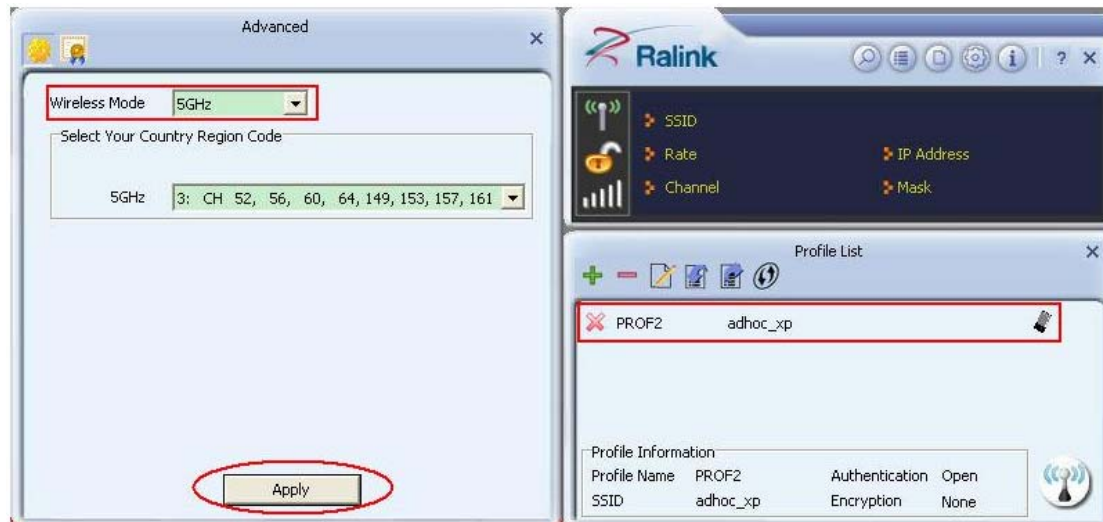 Advanced
Wireless Mode 5GHz
Select Your Country Region Code
5GHz 3: CH 52, 56, 60, 64, 149, 153, 157, 161
Apply
Ralink
i ? ×
SSID
Rate IP Address
Channel Mask
Profile List
PROF2 adhoc_xp
Profile Information
Profile Name PROF2 Authentication Open
SSID adhoc_xp Encryption None